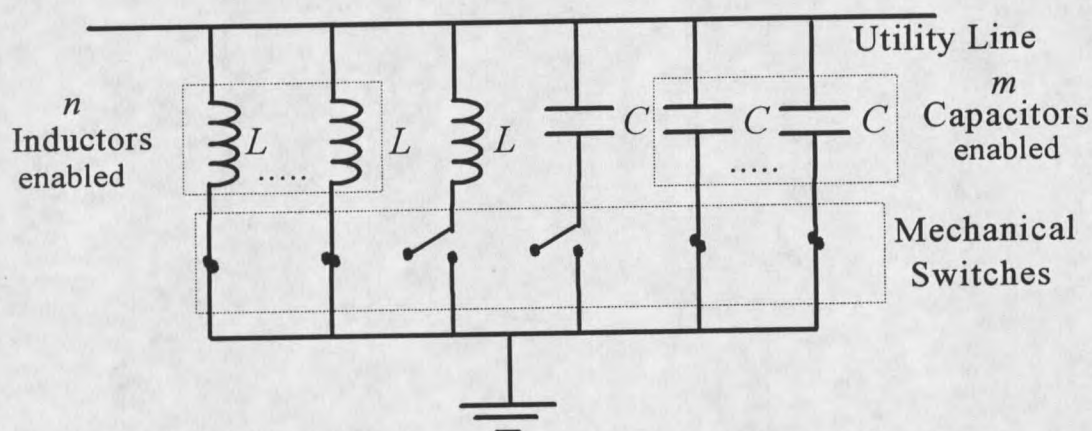 Utility Line
n
Inductors
enabled
L
.....
L
L
C
C
.....
C
m
Capacitors
enabled
Mechanical
Switches